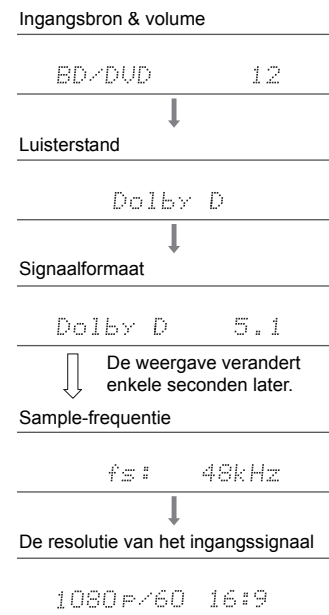 Ingangsbron & volume
BD/DVD 12
Luisterstand
Dolby D
Signaalformaat
Dolby D 5.1
De weergave verandert
enkele seconden later.
Sample-frequentie
fs: 48kHz
De resolutie van het ingangssignaal
1080p/60 16:9